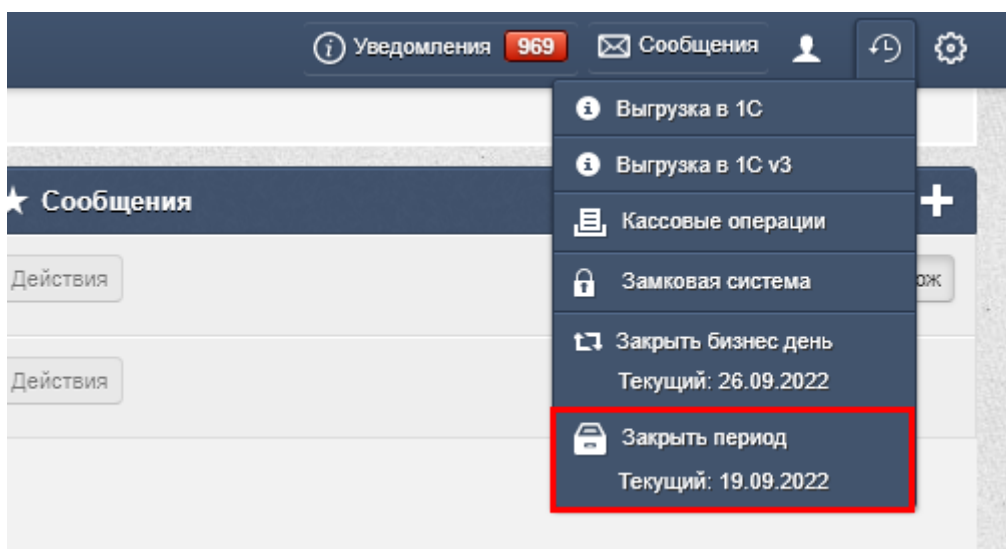 Уведомления 969 Сообщения
Выгрузка в 1С
Выгрузка в 1С v3
Сообщения
Кассовые операции
Действия
Замковая система
ож
Закрыть бизнес день
Текущий: 26.09.2022
Действия
Закрыть период
Текущий: 19.09.2022